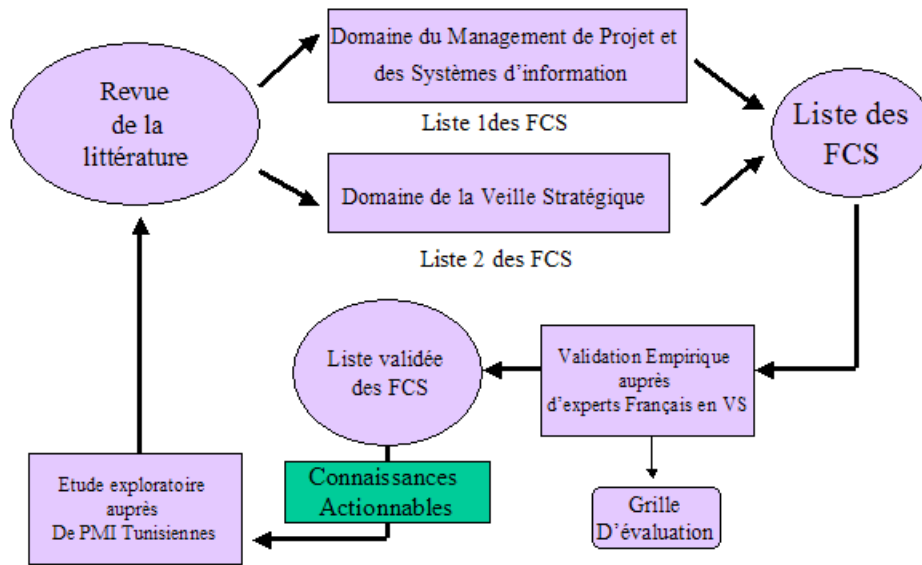 Revue
de la
littérature
Domaine du Management de Projet et
des Systèmes d'information
Liste 1des FCS
Domaine de la Veille Stratégique
Liste 2 des FCS
Liste des
FCS
Validation Empirique
auprès
d'experts Français en VS
Grille
D'évaluation
Liste validée
des FCS
Connaissances
Actionnables
Etude exploratoire
auprès
De PMI Tunisiennes